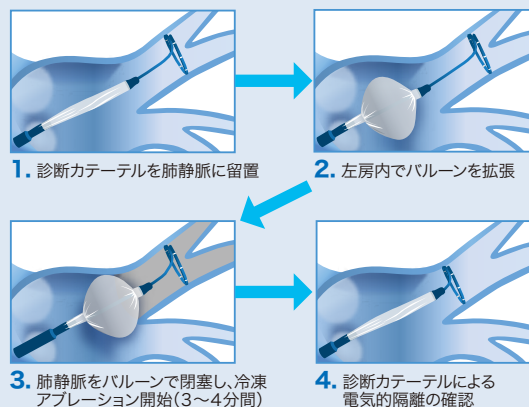 1. 診断カテーテルを肺静脈に留置
2. 左房内でバルーンを拡張
3. 肺静脈をバルーンで閉塞し、冷凍
アブレーション開始(3〜4分間)
4. 診断カテーテルによる
電気的隔離の確認